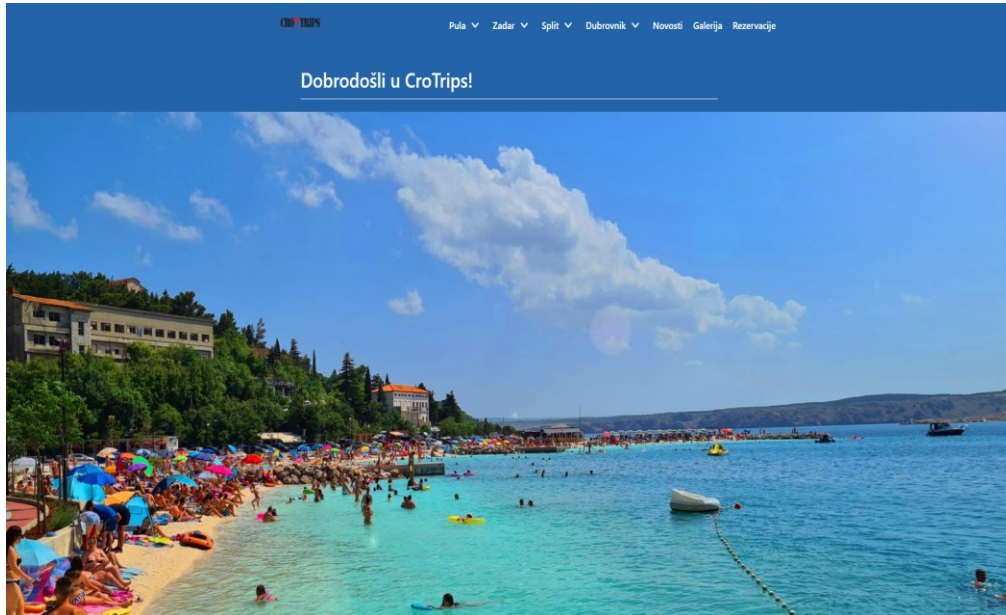 CROTRIPS
Pula Zadar Split Dubrovnik Novosti Galerija Rezervacije
Dobrodošli u CroTrips!